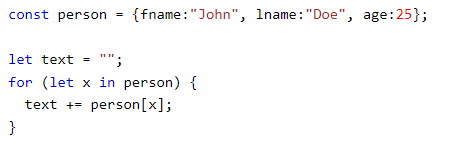 const person = {fname:"John", lname:"Doe", age:25};

let text = "";
for (let x in person) {
  text += person[x];
}